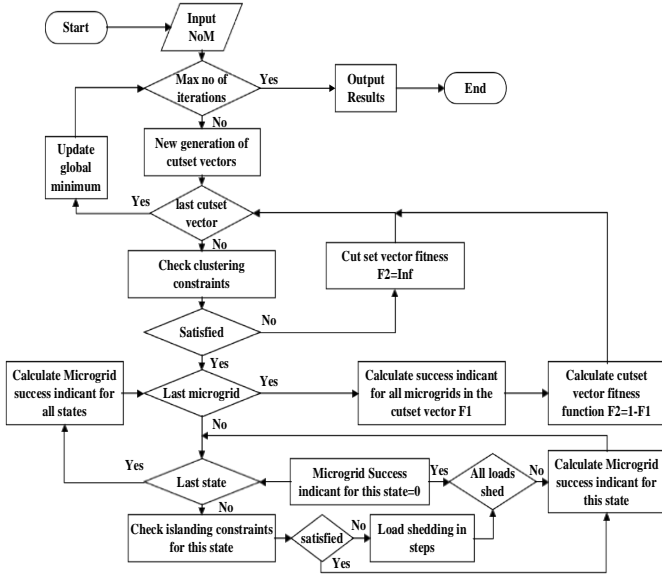 Start
Input
NoM
Max no of
iterations
Yes
Output
Results
End
No
Update
global
minimum
New generation of
cutset vectors
Yes
last cutset
vector
No
Check clustering
constraints
Cut set vector fitness
F2=Inf
Satisfied
No
Yes
Calculate Microgrid
success indicant for
all states
Last microgrid
Yes
Calculate success indicant
for all microgrids in the
cutset vector F1
Calculate cutset
vector fitness
function F2=1-F1
No
Yes
Last state
Microgrid Success
indicant for this state=0
Yes
All loads
shed
No
Calculate Microgrid
success indicant for
this state
No
Check islanding constraints
for this state
satisfied
No
Load shedding in
steps
Yes